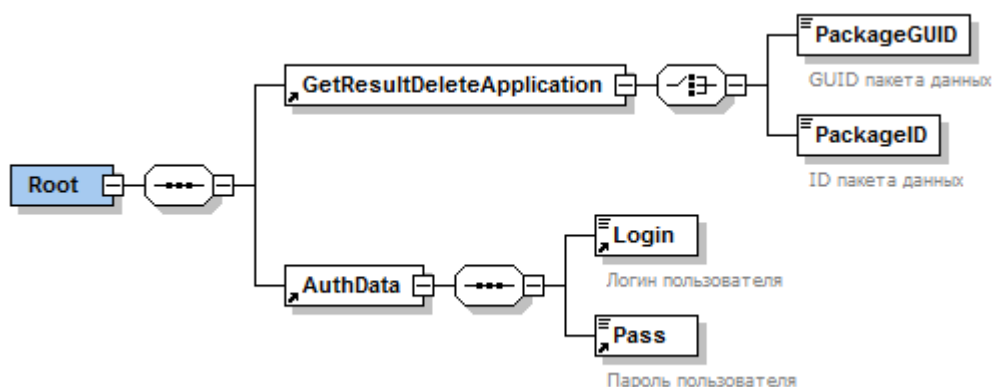 PackageGUID
GUID пакета данных
GetResultDeleteApplication
PackageID
ID пакета данных
Root
Login
Логин пользователя
AuthData
Pass
Пароль пользователя